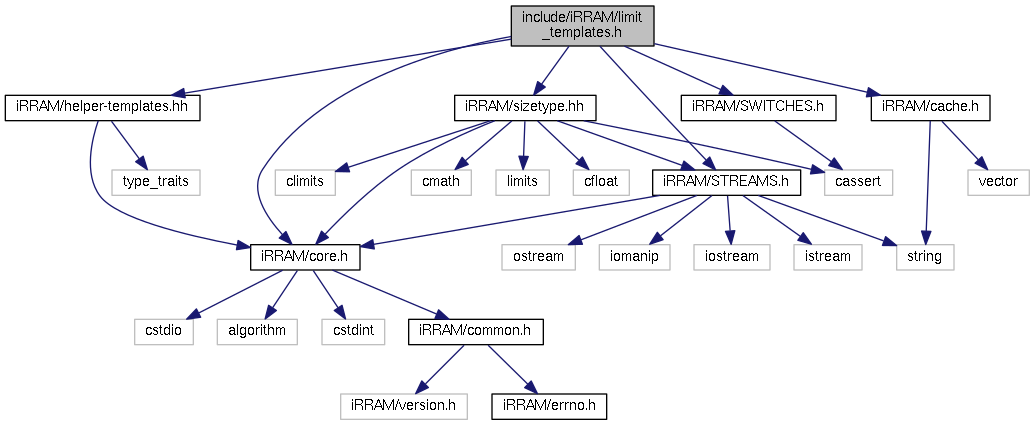 include/iRRAM/limit
_templates.h
iRRAM/helper-templates.hh
iRRAM/sizetype.hh
iRRAM/SWITCHES.h
iRRAM/cache.h
type_traits
climits
cmath
limits
cfloat
iRRAM/STREAMS.h
cassert
vector
iRRAM/core.h
ostream
iomanip
iostream
istream
string
cstdio
algorithm
cstdint
iRRAM/common.h
iRRAM/version.h
iRRAM/errno.h